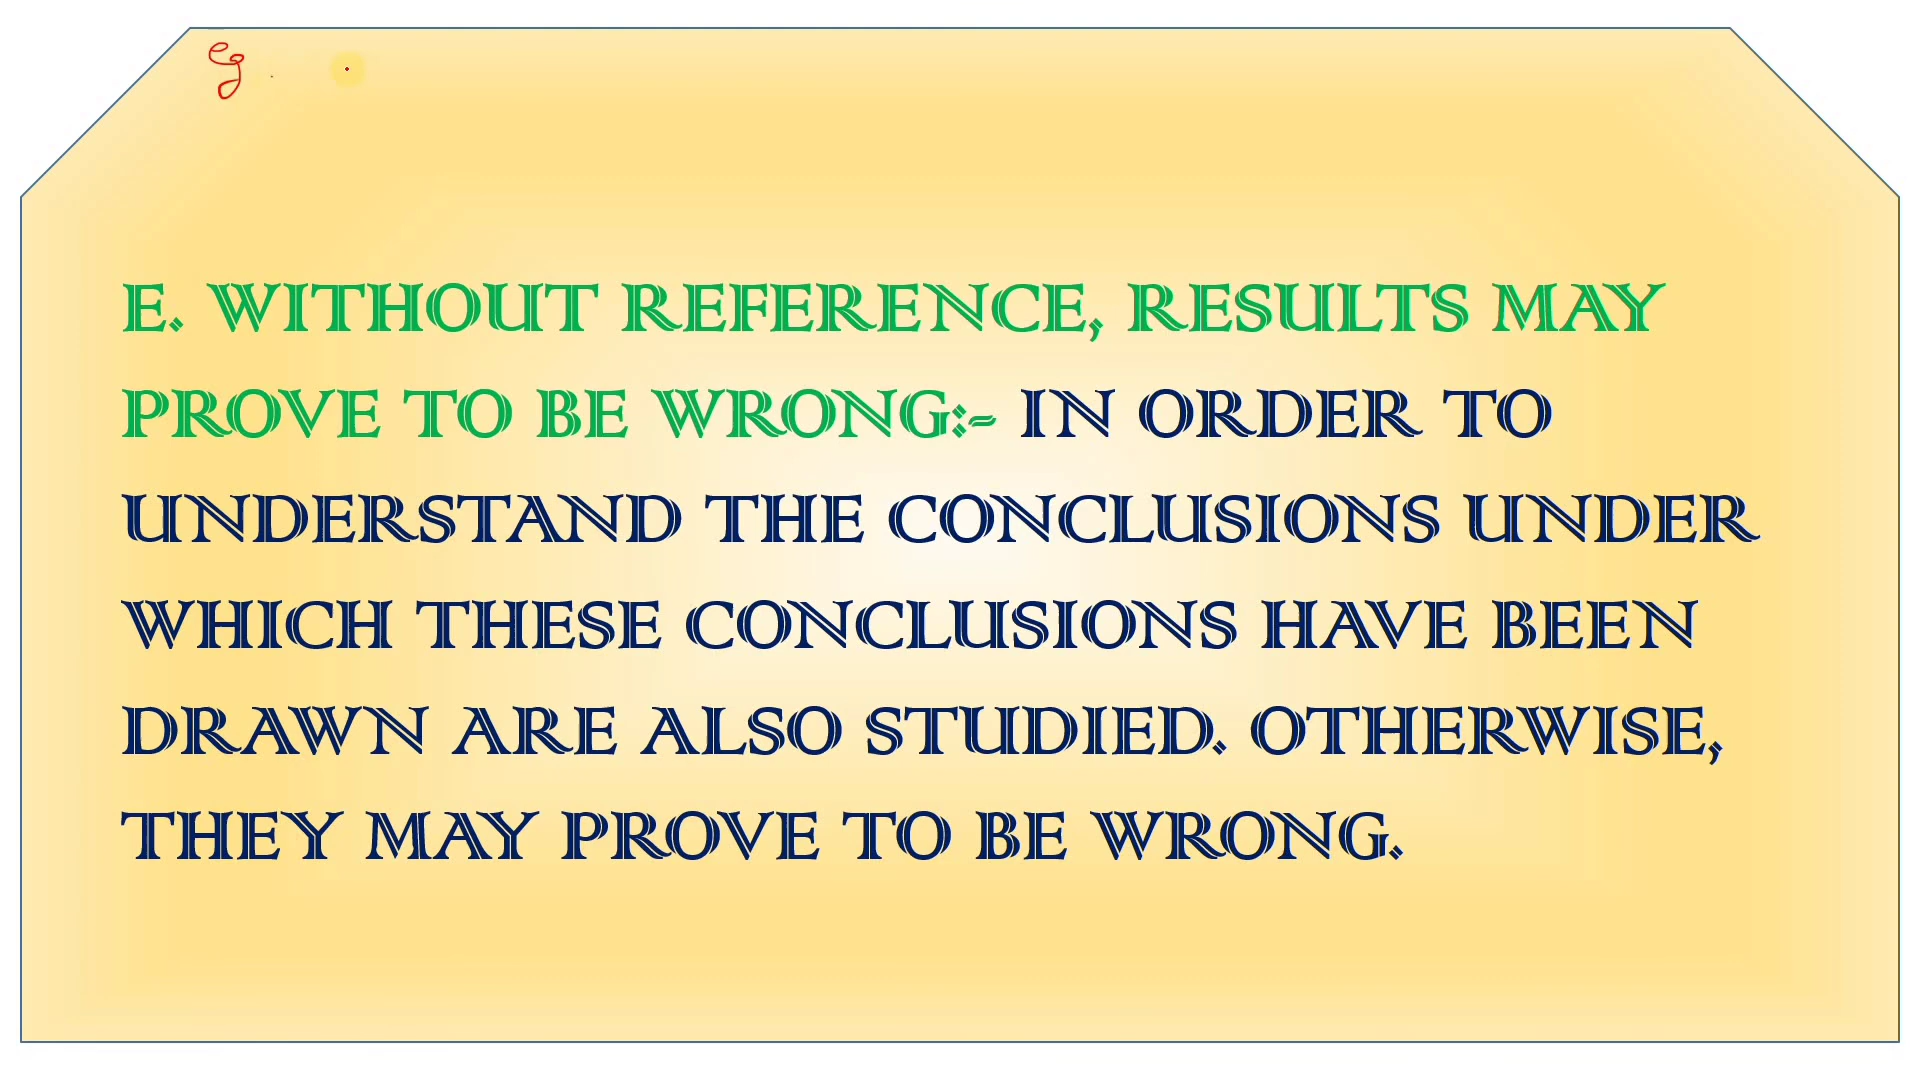 Eg.
E. WITHOUT REFERENCE, RESULTS MAY
PROVE TO BE WRONG:- IN ORDER TO
UNDERSTAND THE CONCLUSIONS UNDER
WHICH THESE CONCLUSIONS HAVE BEEN
DRAWN ARE ALSO STUDIED. OTHERWISE,
THEY MAY PROVE TO BE WRONG.